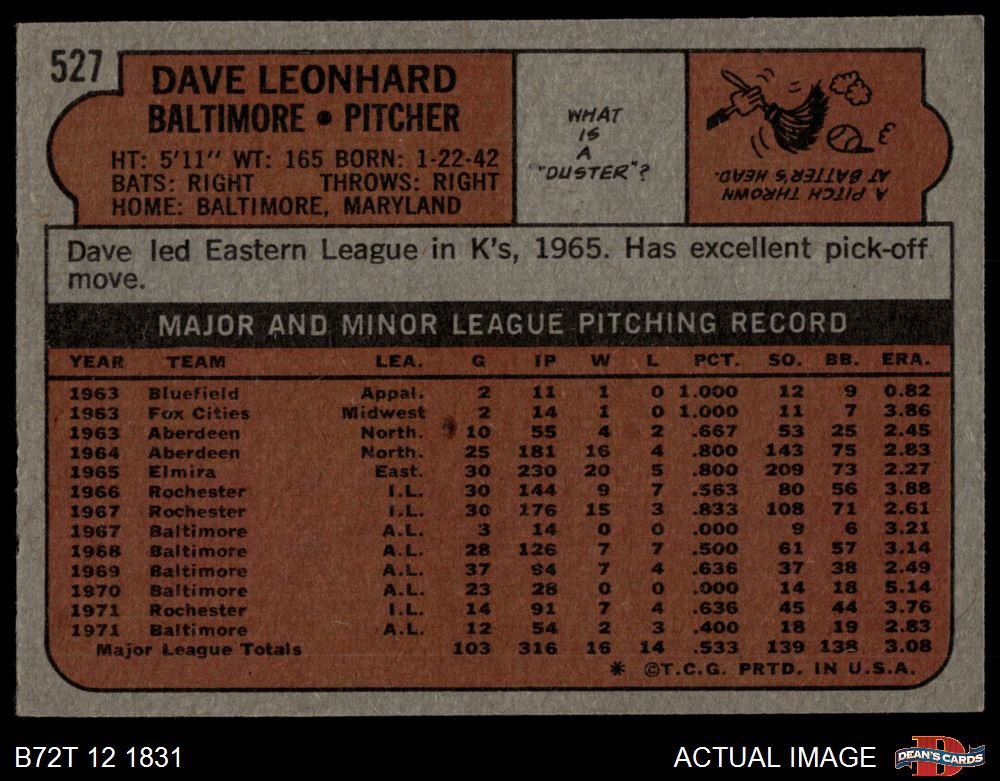 527
DAVE LEONHARD
BALTIMORE • PITCHER
HT: 5'11" WT: 165 BORN: 1-22-42
BATS: RIGHT THROWS: RIGHT
HOME: BALTIMORE, MARYLAND
WHAT
IS
A
"DUSTER"?
A PITCH THROWN
AT BATTER'S HEAD.
Dave led Eastern League in K's, 1965. Has excellent pick-off
move.
MAJOR AND MINOR LEAGUE PITCHING RECORD
YEAR TEAM LEA. G IP W L PCT. SO. BB. ERA.
1963 Bluefield Appal. 2 11 1 0 1.000 12 9 0.82
1963 Fox Cities Midwest 2 14 1 0 1.000 11 7 3.86
1963 Aberdeen North. 10 55 4 2 .667 53 25 2.45
1964 Aberdeen North. 25 181 16 4 .800 143 75 2.83
1965 Elmira East. 30 230 20 5 .800 209 73 2.27
1966 Rochester I.L. 30 144 9 7 .563 80 56 3.88
1967 Rochester I.L. 30 176 15 3 .833 108 71 2.61
1967 Baltimore A.L. 3 14 0 0 .000 9 6 3.21
1968 Baltimore A.L. 28 126 7 7 .500 61 57 3.14
1969 Baltimore A.L. 37 94 7 4 .636 37 38 2.49
1970 Baltimore A.L. 23 28 0 0 .000 14 18 5.14
1971 Rochester I.L. 14 91 7 4 .636 45 44 3.76
1971 Baltimore A.L. 12 54 2 3 .400 18 19 2.83
Major League Totals 103 316 16 14 .533 139 138 3.08
* ©T.C.G. PRTD. IN U.S.A.
B72T 12 1831
ACTUAL IMAGE
D
DEAN'S CARDS